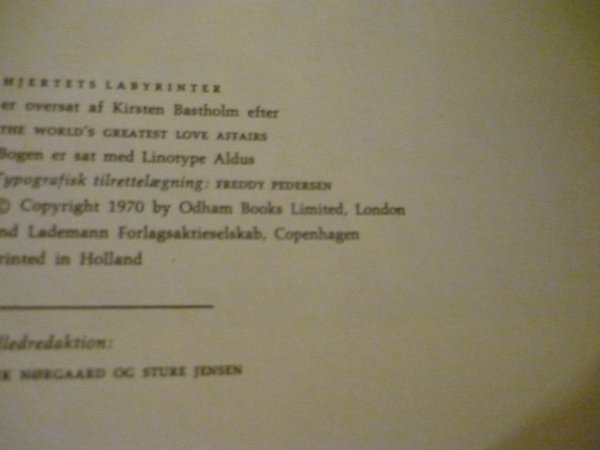 HJERTETS LABYRINTER
er oversat af Kirsten Bastholm efter
THE WORLD'S GREATEST LOVE AFFAIRS
Bogen er sat med Linotype Aldus
Typografisk tilrettelægning: FREDDY PEDERSEN
© Copyright 1970 by Odham Books Limited, London
nd Lademann Forlagsaktieselskab, Copenhagen
rinted in Holland
lledredaktion:
IK NØRGAARD OG STURE JENSEN